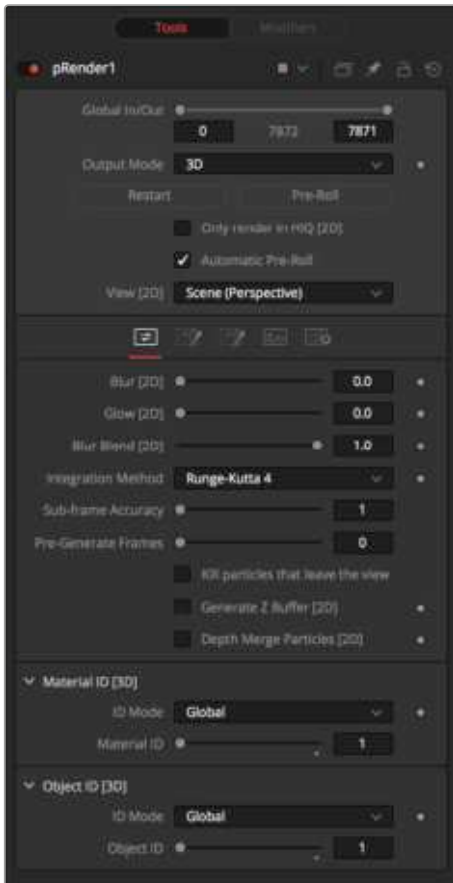 Tools Modifiers
pRender1
Global In/Out
0 7872 7871
Output Mode 3D
Restart Pre-Roll
Only render in HiQ [2D]
Automatic Pre-Roll
View [2D] Scene (Perspective)
Blur [2D] 0.0
Glow [2D] 0.0
Blur Blend [2D] 1.0
Integration Method Runge-Kutta 4
Sub-frame Accuracy 1
Pre-Generate Frames 0
Kill particles that leave the view
Generate Z Buffer [2D]
Depth Merge Particles [2D]
Material ID [3D]
ID Mode Global
Material ID 1
Object ID [3D]
ID Mode Global
Object ID 1